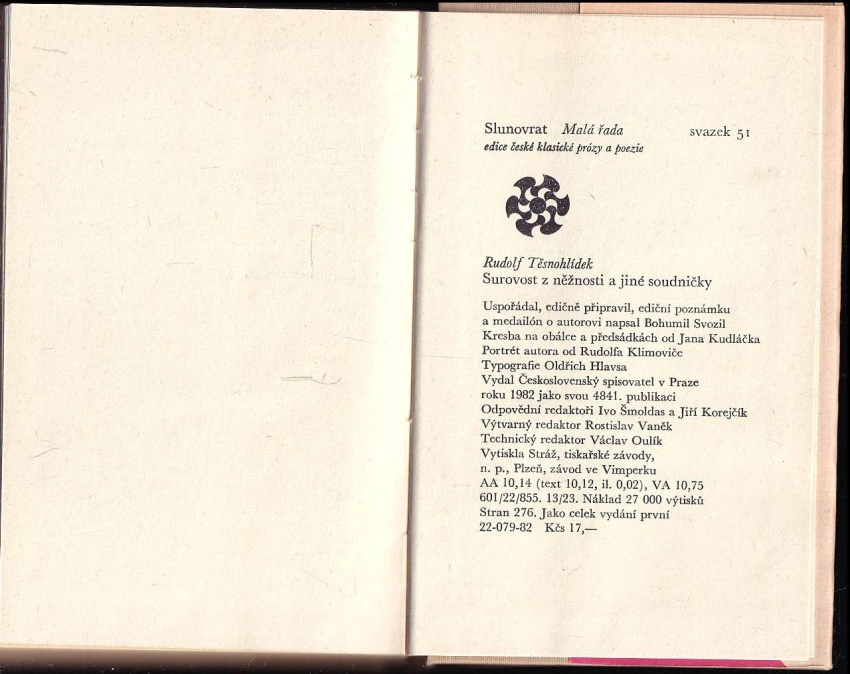 Slunovrat Malá řada svazek 51
edice české klasické prózy a poezie
Rudolf Těsnohlídek
Surovost z něžnosti a jiné soudničky
Uspořádal, edičně připravil, ediční poznámku
a medailón o autorovi napsal Bohumil Svozil
Kresba na obálce a předsádkách od Jana Kudláčka
Portrét autora od Rudolfa Klimoviče
Typografie Oldřich Hlavsa
Vydal Československý spisovatel v Praze
roku 1982 jako svou 4841. publikaci
Odpovědní redaktoři Ivo Šmoldas a Jiří Korejčík
Výtvarný redaktor Rostislav Vaněk
Technický redaktor Václav Oulík
Vytiskla Stráž, tiskařské závody,
n. p., Plzeň, závod ve Vimperku
AA 10,14 (text 10,12, il. 0,02), VA 10,75
601/22/855. 13/23. Náklad 27 000 výtisků
Stran 276. Jako celek vydání první
22-079-82 Kčs 17,—